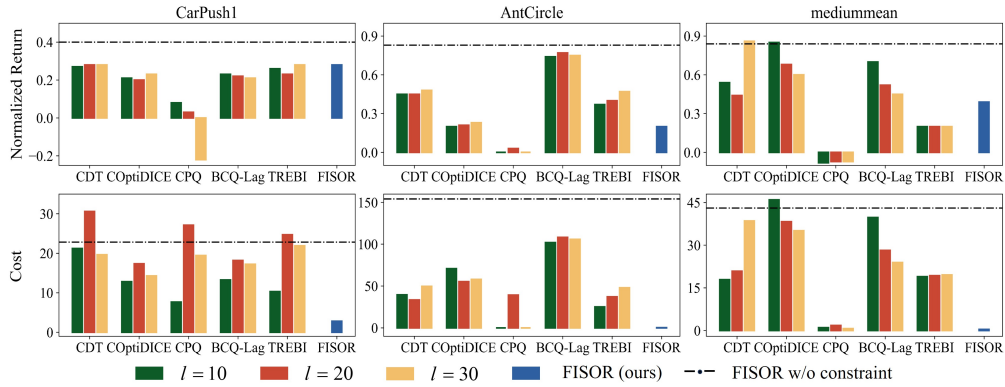 CarPush1 AntCircle mediummean
Normalized Return
0.4
0.2
0.0
−0.2
0.9
0.6
0.3
0.0
0.9
0.6
0.3
0.0
CDT COptiDICE CPQ BCQ-Lag TREBI FISOR
CDT COptiDICE CPQ BCQ-Lag TREBI FISOR
CDT COptiDICE CPQ BCQ-Lag TREBI FISOR
Cost
30
20
10
0
150
100
50
0
45
30
15
0
CDT COptiDICE CPQ BCQ-Lag TREBI FISOR
CDT COptiDICE CPQ BCQ-Lag TREBI FISOR
CDT COptiDICE CPQ BCQ-Lag TREBI FISOR
l = 10 l = 20 l = 30 FISOR (ours) FISOR w/o constraint